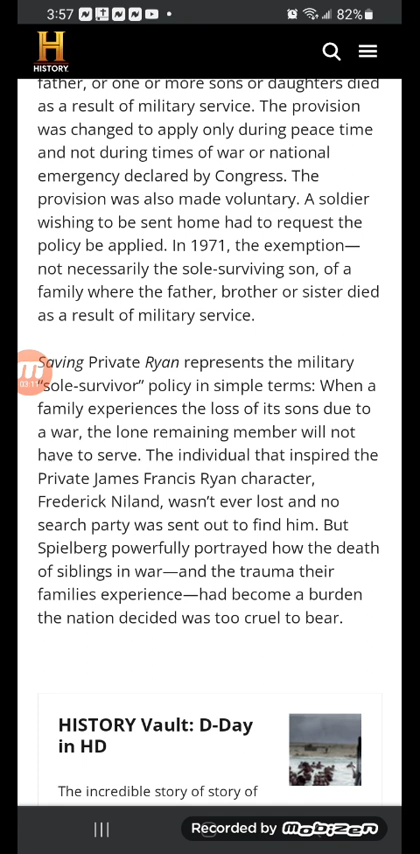 3:57
82%
H
HISTORY
father, or one or more sons or daughters died
as a result of military service. The provision
was changed to apply only during peace time
and not during times of war or national
emergency declared by Congress. The
provision was also made voluntary. A soldier
wishing to be sent home had to request the
policy be applied. In 1971, the exemption—
not necessarily the sole-surviving son, of a
family where the father, brother or sister died
as a result of military service.
Saving Private Ryan represents the military
“sole-survivor” policy in simple terms: When a
family experiences the loss of its sons due to
a war, the lone remaining member will not
have to serve. The individual that inspired the
Private James Francis Ryan character,
Frederick Niland, wasn’t ever lost and no
search party was sent out to find him. But
Spielberg powerfully portrayed how the death
of siblings in war—and the trauma their
families experience—had become a burden
the nation decided was too cruel to bear.
HISTORY Vault: D-Day
in HD
The incredible story of story of
Recorded by mobizen